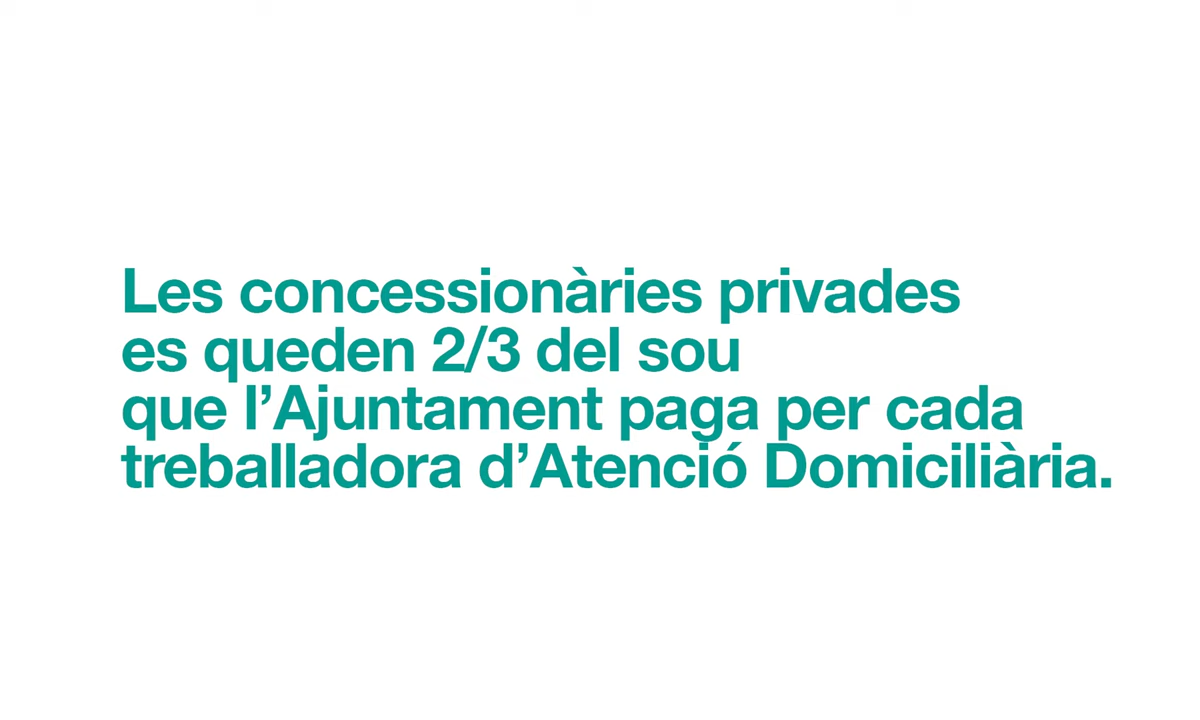 Les concessionàries privades
es queden 2/3 del sou
que l’Ajuntament paga per cada
treballadora d’Atenció Domiciliària.